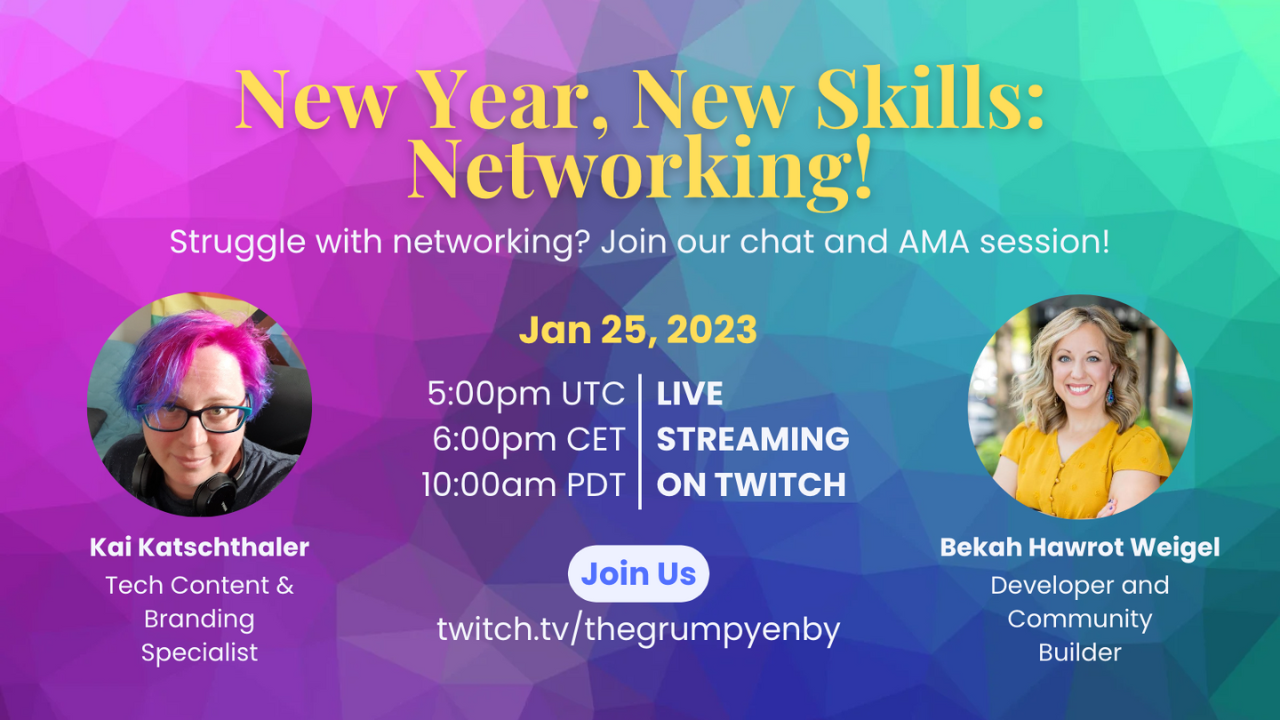 New Year, New Skills:
Networking!
Struggle with networking? Join our chat and AMA session!
Jan 25, 2023
5:00pm UTC
6:00pm CET
10:00am PDT
LIVE
STREAMING
ON TWITCH
Join Us
twitch.tv/thegrumpyenby
Kai Katschthaler
Tech Content &
Branding
Specialist
Bekah Hawrot Weigel
Developer and
Community
Builder